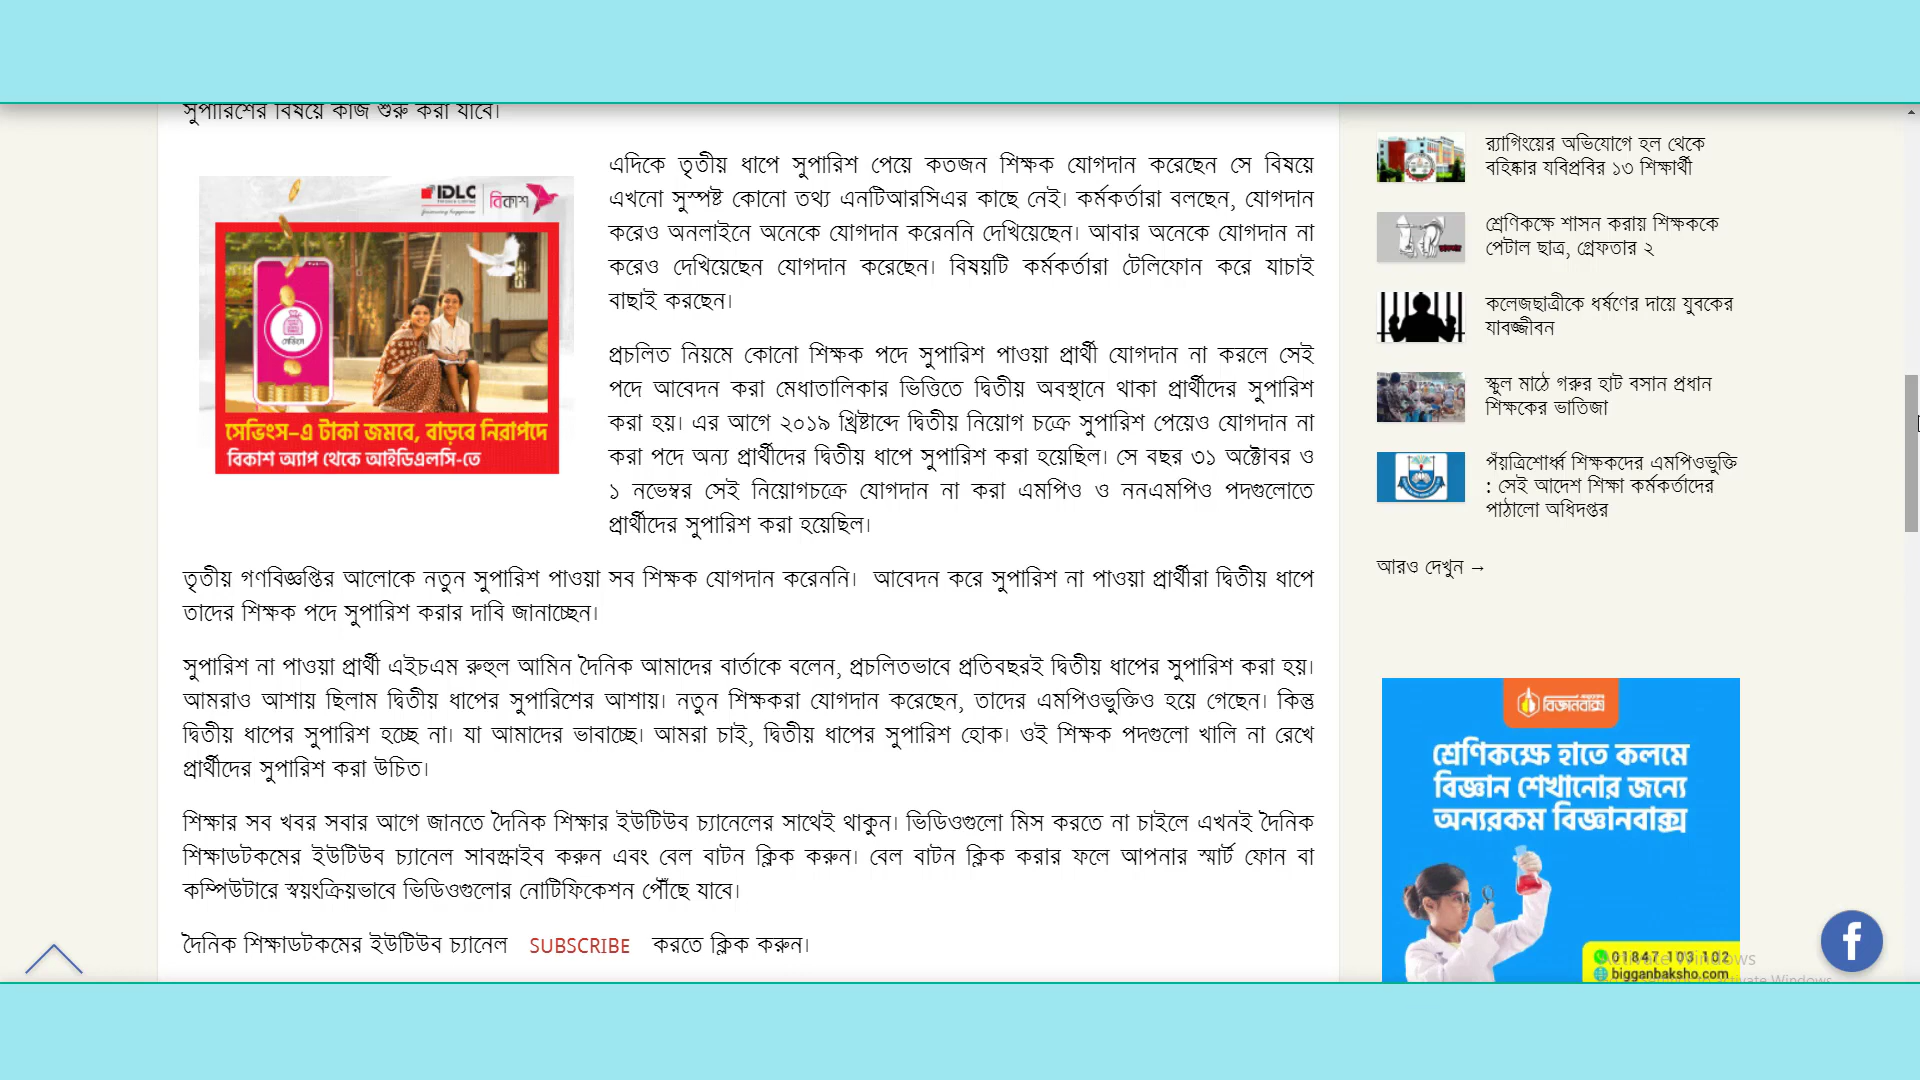 সুপারিশের বিষয়ে কাজ শুরু করা যাবে।
IDLC
বিকাশ
সেভিংস
সেভিংস-এ টাকা জমবে, বাড়বে নিরাপদে
বিকাশ অ্যাপ থেকে আইডিএলসি-তে
এদিকে তৃতীয় ধাপে সুপারিশ পেয়ে কতজন শিক্ষক যোগদান করেছেন সে বিষয়ে
এখনো সুস্পষ্ট কোনো তথ্য এনটিআরসিএর কাছে নেই। কর্মকর্তারা বলছেন, যোগদান
করেও অনলাইনে অনেকে যোগদান করেননি দেখিয়েছেন। আবার অনেকে যোগদান না
করেও দেখিয়েছেন যোগদান করেছেন। বিষয়টি কর্মকর্তারা টেলিফোন করে যাচাই
বাছাই করছেন।
প্রচলিত নিয়মে কোনো শিক্ষক পদে সুপারিশ পাওয়া প্রার্থী যোগদান না করলে সেই
পদে আবেদন করা মেধাতালিকার ভিত্তিতে দ্বিতীয় অবস্থানে থাকা প্রার্থীদের সুপারিশ
করা হয়। এর আগে ২০১৯ খ্রিষ্টাব্দে দ্বিতীয় নিয়োগ চক্রে সুপারিশ পেয়েও যোগদান না
করা পদে অন্য প্রার্থীদের দ্বিতীয় ধাপে সুপারিশ করা হয়েছিল। সে বছর ৩১ অক্টোবর ও
১ নভেম্বর সেই নিয়োগচক্রে যোগদান না করা এমপিও ও ননএমপিও পদগুলোতে
প্রার্থীদের সুপারিশ করা হয়েছিল।
তৃতীয় গণবিজ্ঞপ্তির আলোকে নতুন সুপারিশ পাওয়া সব শিক্ষক যোগদান করেননি।  আবেদন করে সুপারিশ না পাওয়া প্রার্থীরা দ্বিতীয় ধাপে
তাদের শিক্ষক পদে সুপারিশ করার দাবি জানাচ্ছেন।
সুপারিশ না পাওয়া প্রার্থী এইচএম রুহুল আমিন দৈনিক আমাদের বার্তাকে বলেন, প্রচলিতভাবে প্রতিবছরই দ্বিতীয় ধাপের সুপারিশ করা হয়।
আমরাও আশায় ছিলাম দ্বিতীয় ধাপের সুপারিশের আশায়। নতুন শিক্ষকরা যোগদান করেছেন, তাদের এমপিওভুক্তিও হয়ে গেছেন। কিন্তু
দ্বিতীয় ধাপের সুপারিশ হচ্ছে না। যা আমাদের ভাবাচ্ছে। আমরা চাই, দ্বিতীয় ধাপের সুপারিশ হোক। ওই শিক্ষক পদগুলো খালি না রেখে
প্রার্থীদের সুপারিশ করা উচিত।
শিক্ষার সব খবর সবার আগে জানতে দৈনিক শিক্ষার ইউটিউব চ্যানেলের সাথেই থাকুন। ভিডিওগুলো মিস করতে না চাইলে এখনই দৈনিক
শিক্ষাডটকমের ইউটিউব চ্যানেল সাবস্ক্রাইব করুন এবং বেল বাটন ক্লিক করুন। বেল বাটন ক্লিক করার ফলে আপনার স্মার্ট ফোন বা
কম্পিউটারে স্বয়ংক্রিয়ভাবে ভিডিওগুলোর নোটিফিকেশন পৌঁছে যাবে।
দৈনিক শিক্ষাডটকমের ইউটিউব চ্যানেল SUBSCRIBE করতে ক্লিক করুন।
র‍্যাগিংয়ের অভিযোগে হল থেকে
বহিষ্কার যবিপ্রবির ১৩ শিক্ষার্থী
শ্রেণিকক্ষে শাসন করায় শিক্ষককে
পেটাল ছাত্র, গ্রেফতার ২
কলেজছাত্রীকে ধর্ষণের দায়ে যুবকের
যাবজ্জীবন
স্কুল মাঠে গরুর হাট বসান প্রধান
শিক্ষকের ভাতিজা
পঁয়ত্রিশোর্ধ্ব শিক্ষকদের এমপিওভুক্তি
: সেই আদেশ শিক্ষা কর্মকর্তাদের
পাঠালো অধিদপ্তর
আরও দেখুন →
বিজ্ঞানবাক্স
শ্রেণিকক্ষে হাতে কলমে
বিজ্ঞান শেখানোর জন্যে
অন্যরকম বিজ্ঞানবাক্স
01847 103 102
bigganbaksho.com
Activate Windows